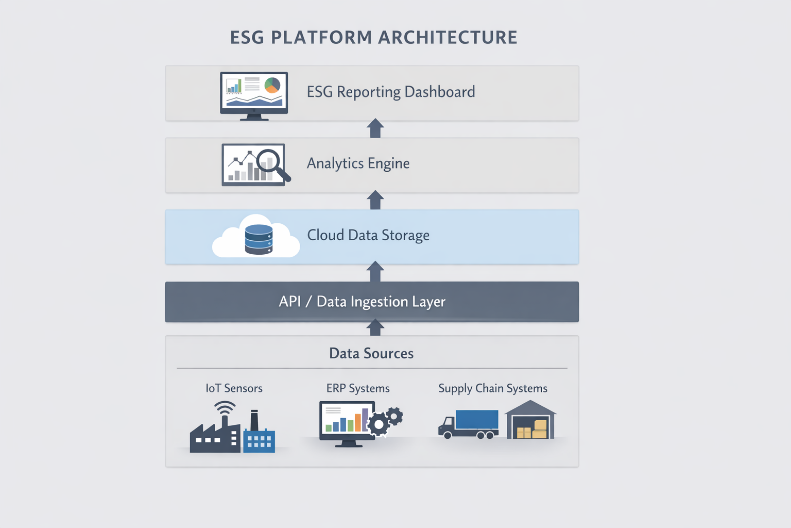 ESG PLATFORM ARCHITECTURE
ESG Reporting Dashboard
Analytics Engine
Cloud Data Storage
API / Data Ingestion Layer
Data Sources
IoT Sensors
ERP Systems
Supply Chain Systems